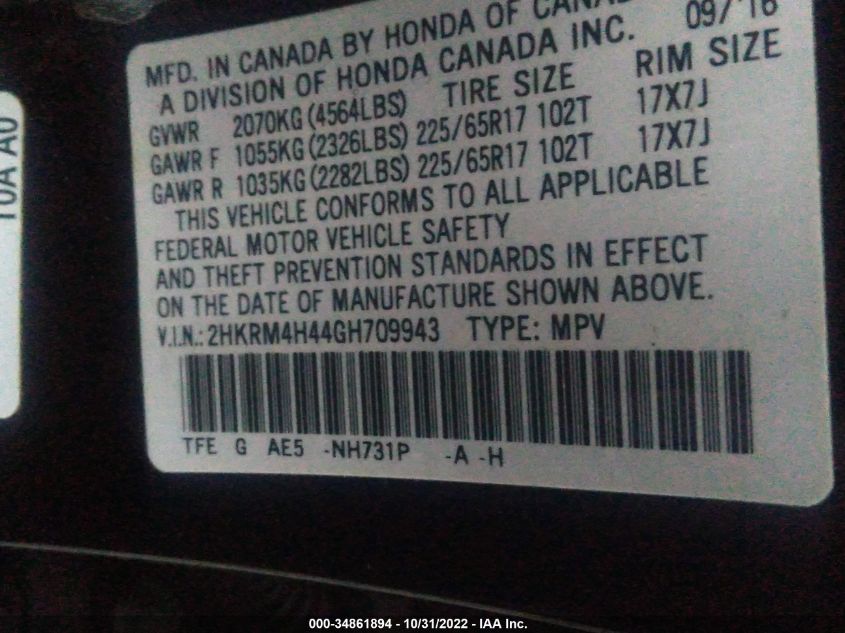 MFD. IN CANADA BY HONDA OF
A DIVISION OF HONDA CANADA INC. 09/16
GVWR 2070KG (4564LBS) TIRE SIZE RIM SIZE
GAWR F 1055KG (2326LBS) 225/65R17 102T 17X7J
GAWR R 1035KG (2282LBS) 225/65R17 102T 17X7J
THIS VEHICLE CONFORMS TO ALL APPLICABLE
FEDERAL MOTOR VEHICLE SAFETY
AND THEFT PREVENTION STANDARDS IN EFFECT
ON THE DATE OF MANUFACTURE SHOWN ABOVE.
V.I.N.: 2HKRM4H44GH709943 TYPE: MPV
TFE G AE5 -NH731P -A -H
000-34861894 - 10/31/2022 - IAA Inc.